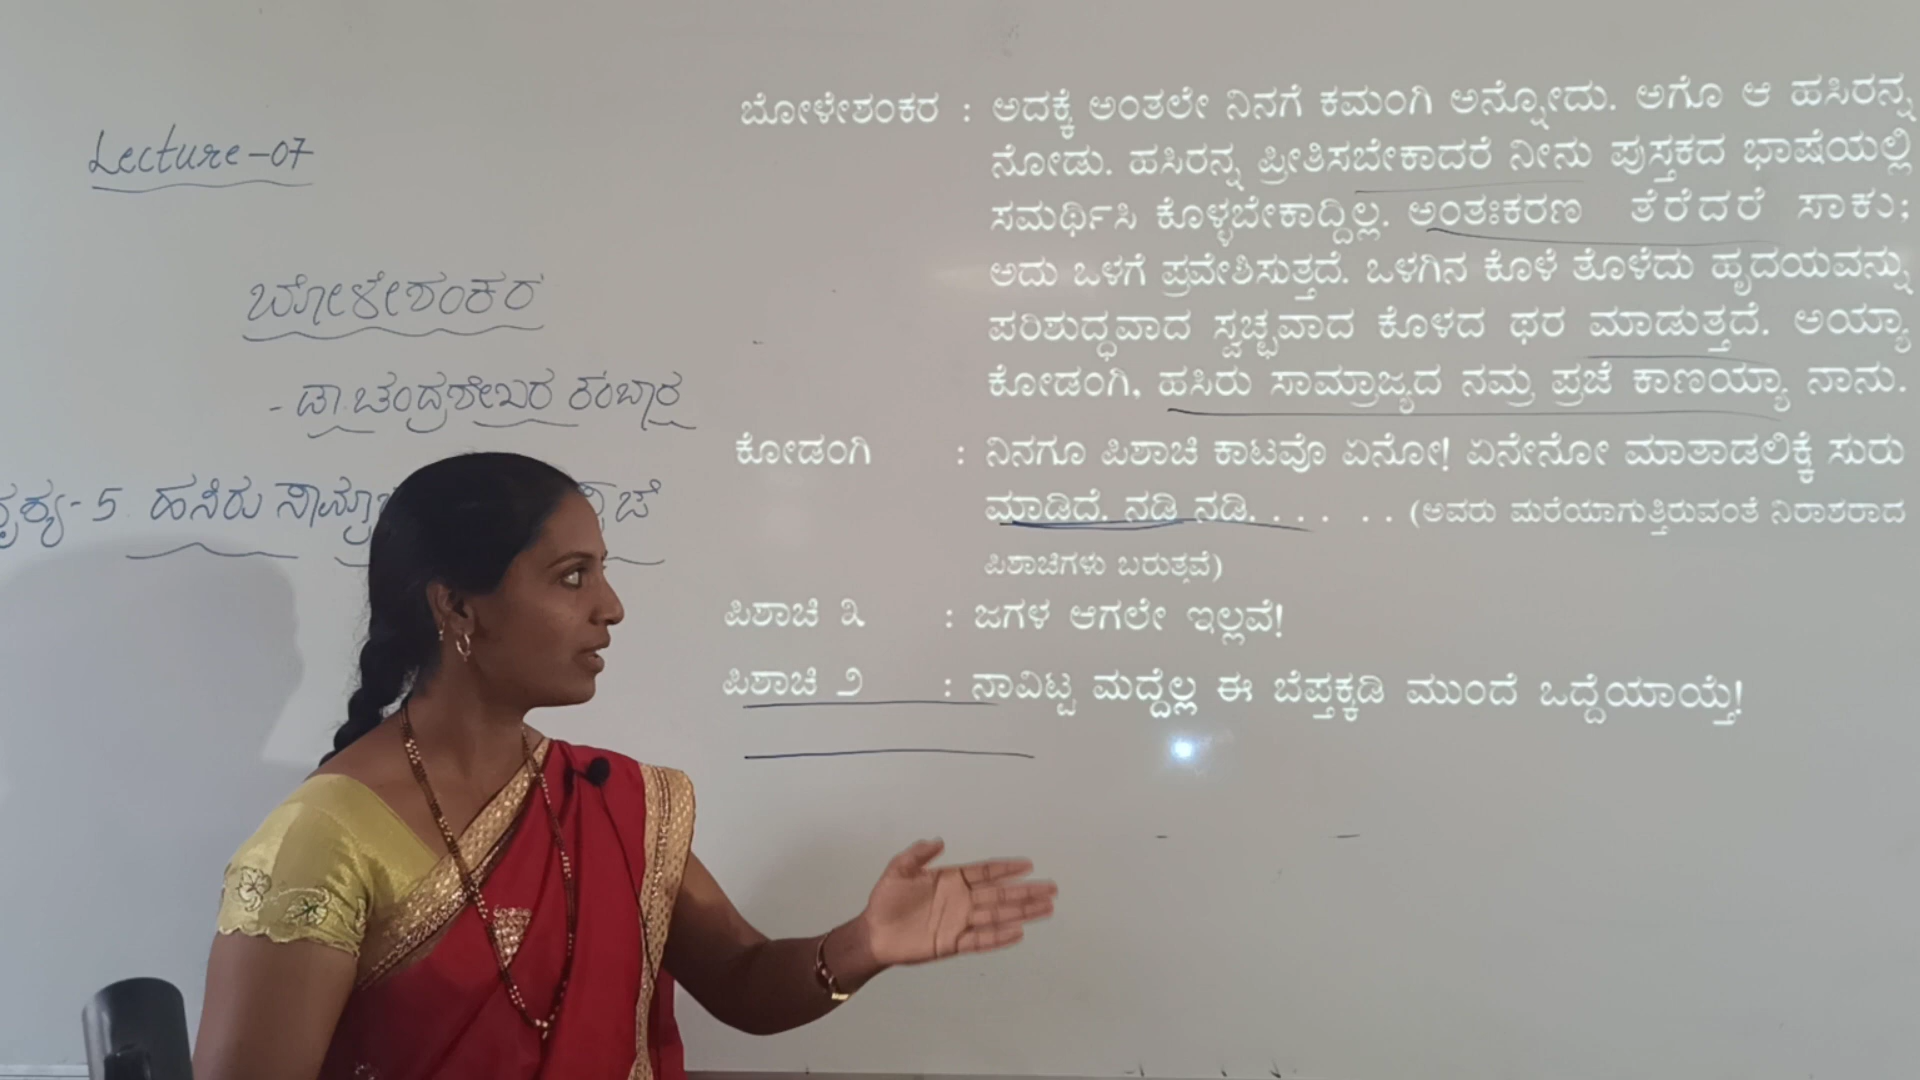 Lecture-07
ಬೋಳೇಶಂಕರ
- ಡಾ. ಚಂದ್ರಶೇಖರ ಕಂಬಾರ
ದೃಶ್ಯ-5 ಹಸಿರು
ಬೋಳೇಶಂಕರ : ಅದಕ್ಕೆ ಅಂತಲೇ ನಿನಗೆ ಕಮಂಗಿ ಅನ್ನೋದು. ಅಗೊ ಆ ಹಸಿರನ್ನ
ನೋಡು. ಹಸಿರನ್ನ ಪ್ರೀತಿಸಬೇಕಾದರೆ ನೀನು ಪುಸ್ತಕದ ಭಾಷೆಯಲ್ಲಿ
ಸಮರ್ಥಿಸಿ ಕೊಳ್ಳಬೇಕಾದ್ದಿಲ್ಲ. ಅಂತಃಕರಣ ತೆರೆದರೆ ಸಾಕು;
ಅದು ಒಳಗೆ ಪ್ರವೇಶಿಸುತ್ತದೆ. ಒಳಗಿನ ಕೊಳೆ ತೊಳೆದು ಹೃದಯವನ್ನು
ಪರಿಶುದ್ಧವಾದ ಸ್ವಚ್ಛವಾದ ಕೊಳದ ಥರ ಮಾಡುತ್ತದೆ. ಅಯ್ಯಾ
ಕೋಡಂಗಿ, ಹಸಿರು ಸಾಮ್ರಾಜ್ಯದ ನಮ್ರ ಪ್ರಜೆ ಕಾಣಯ್ಯಾ ನಾನು.
ಕೋಡಂಗಿ : ನಿನಗೂ ಪಿಶಾಚಿ ಕಾಟವೊ ಏನೋ! ಏನೇನೋ ಮಾತಾಡಲಿಕ್ಕೆ ಸುರು
ಮಾಡಿದೆ. ನಡಿ ನಡಿ. . . . . . (ಅವರು ಮರೆಯಾಗುತ್ತಿರುವಂತೆ ನಿರಾಶರಾದ
ಪಿಶಾಚಿಗಳು ಬರುತ್ತವೆ)
ಪಿಶಾಚಿ ೩ : ಜಗಳ ಆಗಲೇ ಇಲ್ಲವೆ!
ಪಿಶಾಚಿ ೨ : ನಾವಿಟ್ಟ ಮದ್ದೆಲ್ಲ ಈ ಬೆಪ್ತಕ್ಕಡಿ ಮುಂದೆ ಒದ್ದೆಯಾಯ್ತೆ!